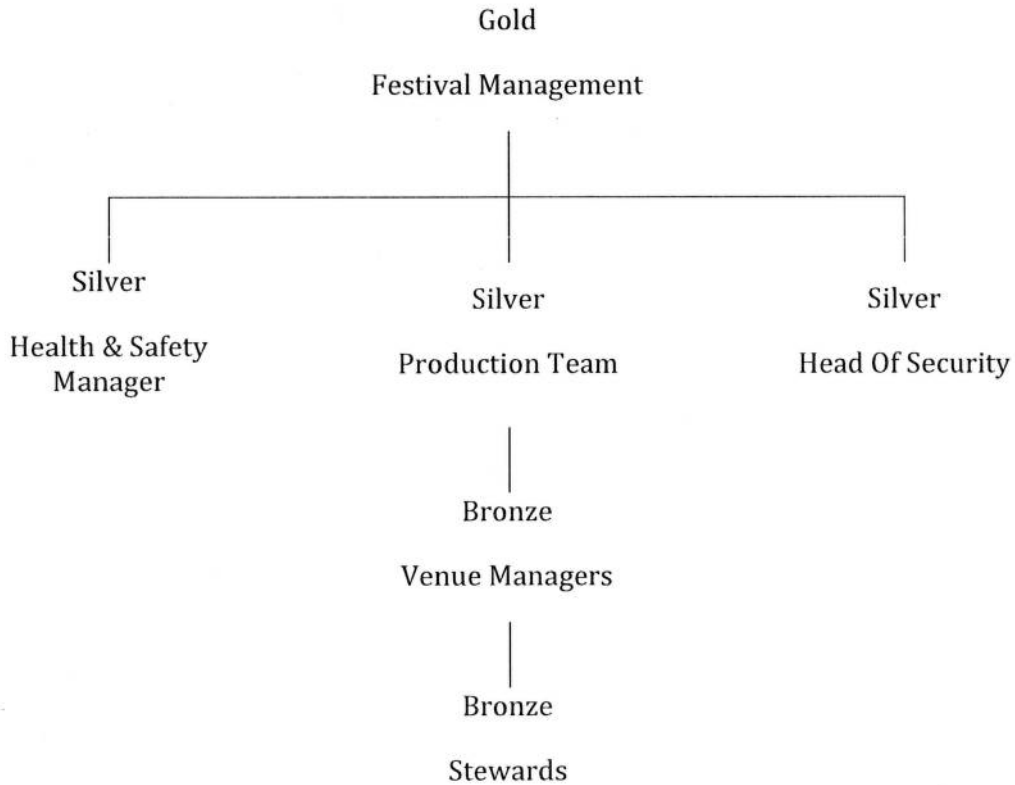 Gold
Festival Management
Silver
Health & Safety
Manager
Silver
Production Team
Silver
Head Of Security
Bronze
Venue Managers
Bronze
Stewards